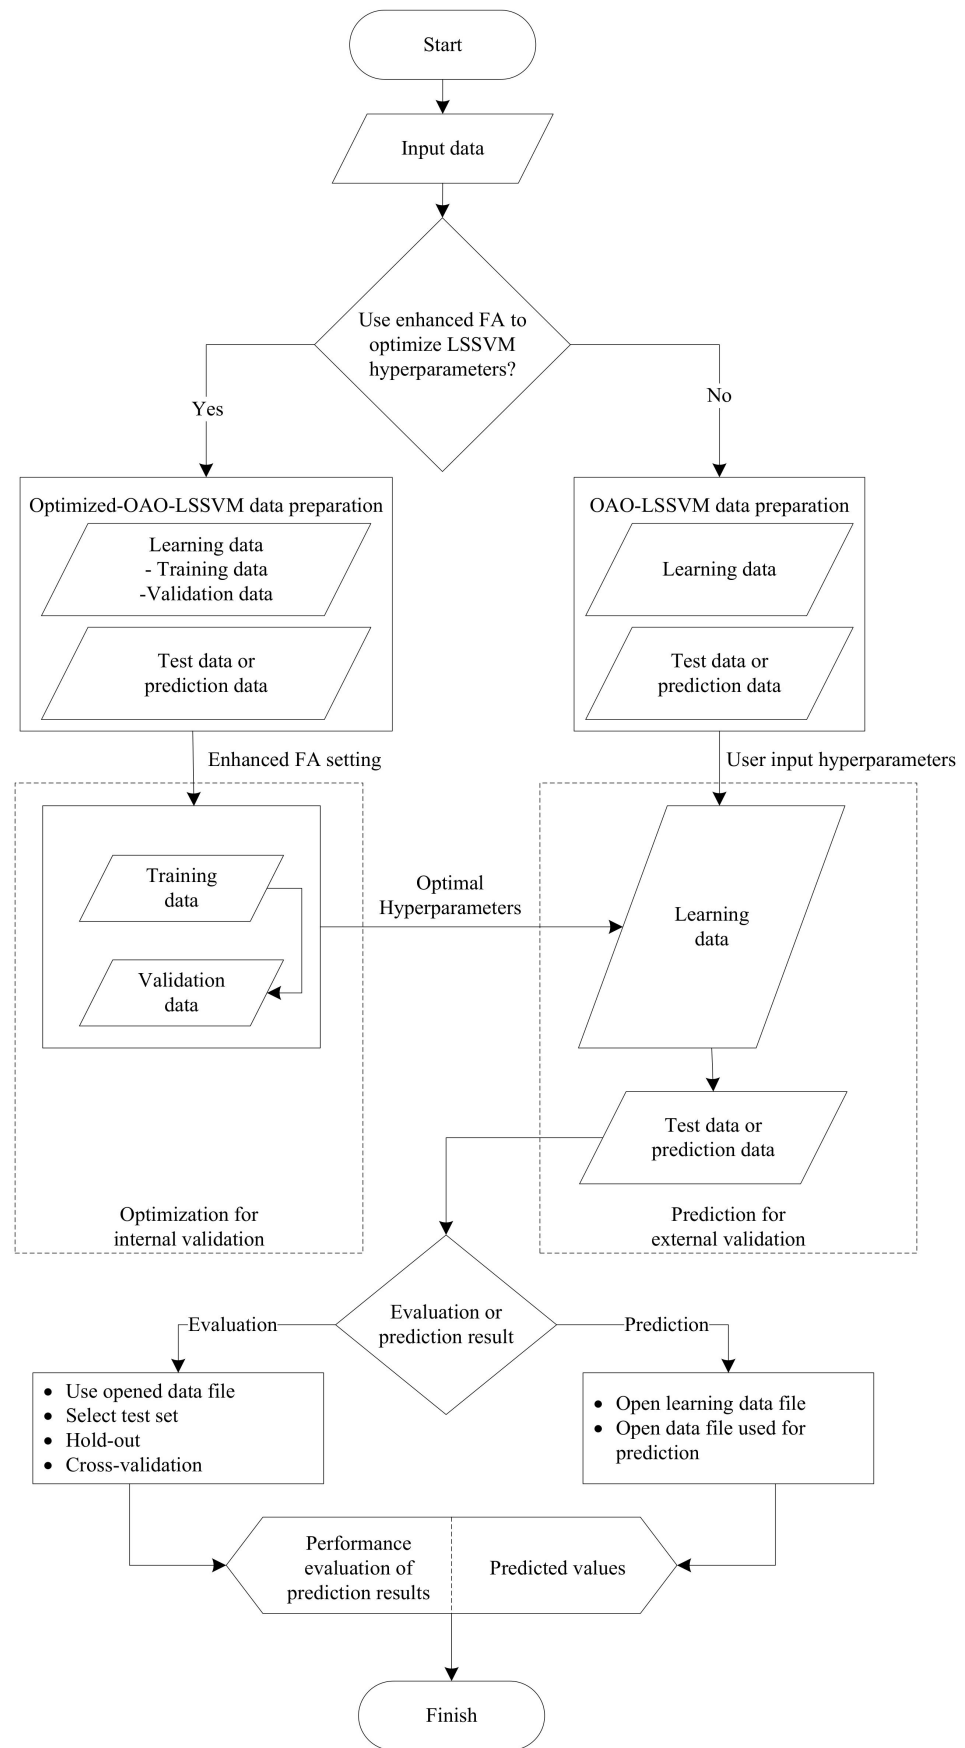 Start
Input data
Use enhanced FA to
optimize LSSVM
hyperparameters?
Yes
No
Optimized-OAO-LSSVM data preparation
Learning data
- Training data
-Validation data
Test data or
prediction data
OAO-LSSVM data preparation
Learning data
Test data or
prediction data
Enhanced FA setting
User input hyperparameters
Training
data
Validation
data
Optimal
Hyperparameters
Learning
data
Test data or
prediction data
Optimization for
internal validation
Prediction for
external validation
Evaluation or
prediction result
Evaluation
Prediction
• Use opened data file
• Select test set
• Hold-out
• Cross-validation
• Open learning data file
• Open data file used for
prediction
Performance
evaluation of
prediction results
Predicted values
Finish